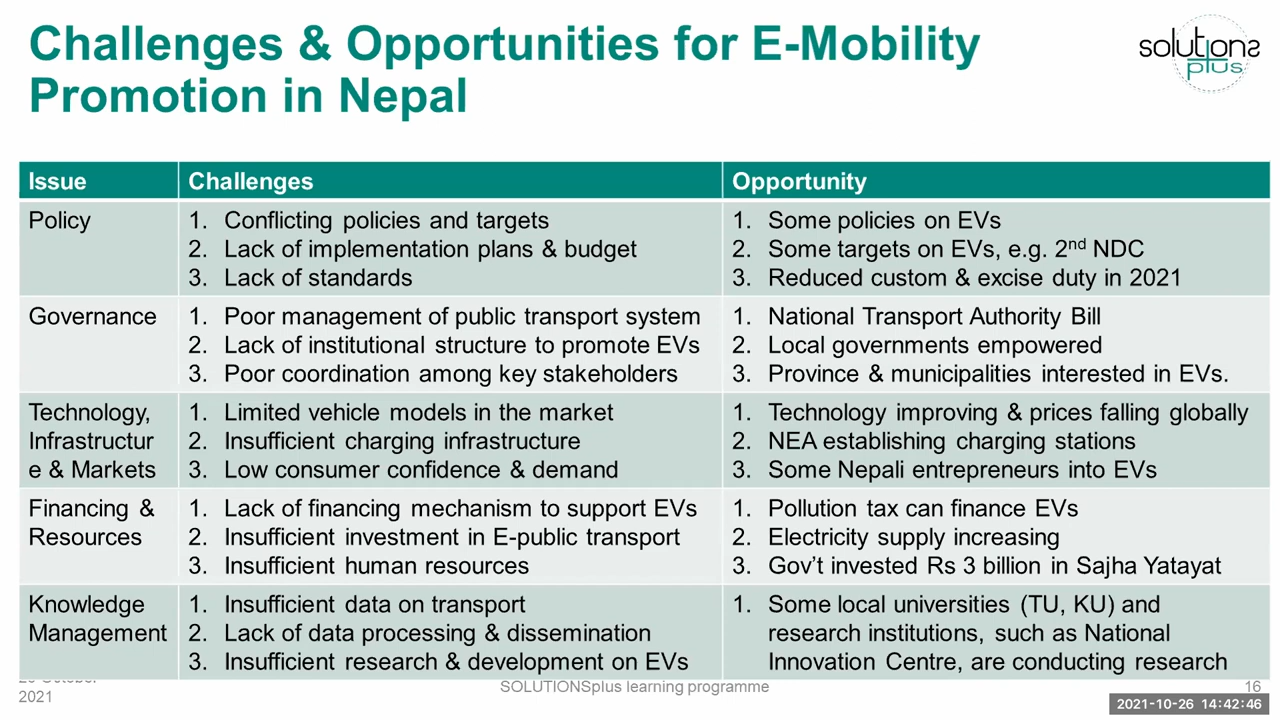 Challenges & Opportunities for E-Mobility
Promotion in Nepal
solutions
plus
Issue
Challenges
Opportunity
Policy
1. Conflicting policies and targets
2. Lack of implementation plans & budget
3. Lack of standards
1. Some policies on EVs
2. Some targets on EVs, e.g. 2nd NDC
3. Reduced custom & excise duty in 2021
Governance
1. Poor management of public transport system
2. Lack of institutional structure to promote EVs
3. Poor coordination among key stakeholders
1. National Transport Authority Bill
2. Local governments empowered
3. Province & municipalities interested in EVs.
Technology,
Infrastructur
e & Markets
1. Limited vehicle models in the market
2. Insufficient charging infrastructure
3. Low consumer confidence & demand
1. Technology improving & prices falling globally
2. NEA establishing charging stations
3. Some Nepali entrepreneurs into EVs
Financing &
Resources
1. Lack of financing mechanism to support EVs
2. Insufficient investment in E-public transport
3. Insufficient human resources
1. Pollution tax can finance EVs
2. Electricity supply increasing
3. Gov't invested Rs 3 billion in Sajha Yatayat
Knowledge
Management
1. Insufficient data on transport
2. Lack of data processing & dissemination
3. Insufficient research & development on EVs
1. Some local universities (TU, KU) and
research institutions, such as National
Innovation Centre, are conducting research
October
2021
SOLUTIONSplus learning programme
16
2021-10-26 14:42:46